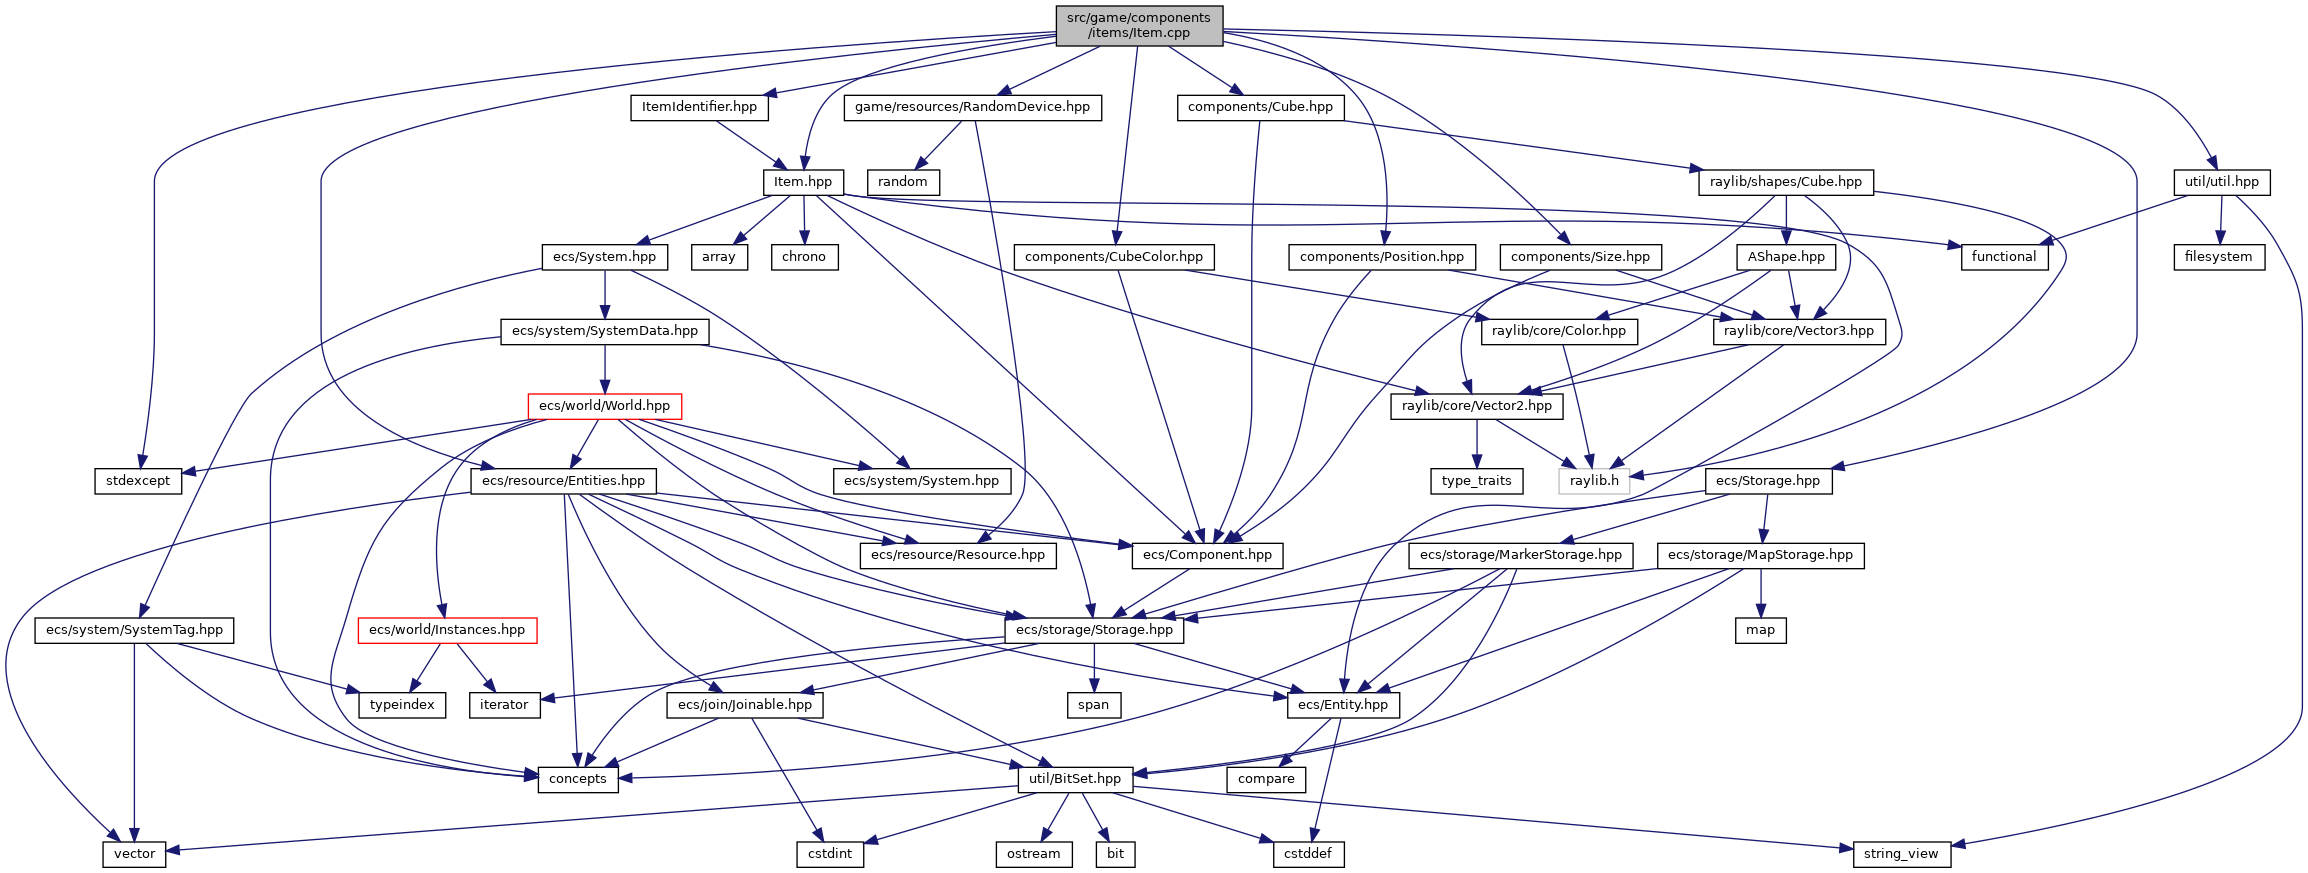 src/game/components
/items/Item.cpp
ItemIdentifier.hpp
game/resources/RandomDevice.hpp
components/Cube.hpp
Item.hpp
random
raylib/shapes/Cube.hpp
util/util.hpp
ecs/System.hpp
array
chrono
components/CubeColor.hpp
components/Position.hpp
components/Size.hpp
AShape.hpp
functional
filesystem
ecs/system/SystemData.hpp
raylib/core/Color.hpp
raylib/core/Vector3.hpp
ecs/world/World.hpp
raylib/core/Vector2.hpp
stdexcept
ecs/resource/Entities.hpp
ecs/system/System.hpp
type_traits
raylib.h
ecs/Storage.hpp
ecs/resource/Resource.hpp
ecs/Component.hpp
ecs/storage/MarkerStorage.hpp
ecs/storage/MapStorage.hpp
ecs/system/SystemTag.hpp
ecs/world/Instances.hpp
ecs/storage/Storage.hpp
map
typeindex
iterator
ecs/join/Joinable.hpp
span
ecs/Entity.hpp
concepts
util/BitSet.hpp
compare
vector
cstdint
ostream
bit
cstddef
string_view